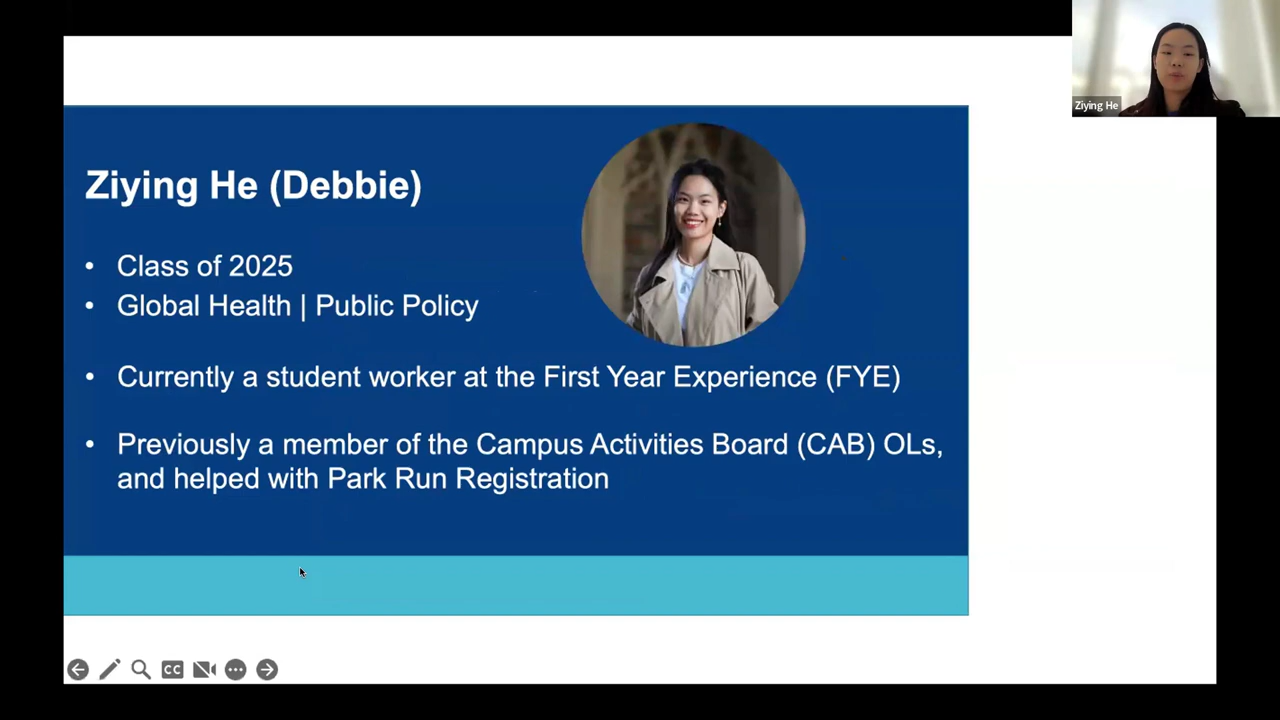 Ziying He
Ziying He (Debbie)
• Class of 2025
• Global Health | Public Policy
• Currently a student worker at the First Year Experience (FYE)
• Previously a member of the Campus Activities Board (CAB) OLs,
and helped with Park Run Registration
CC